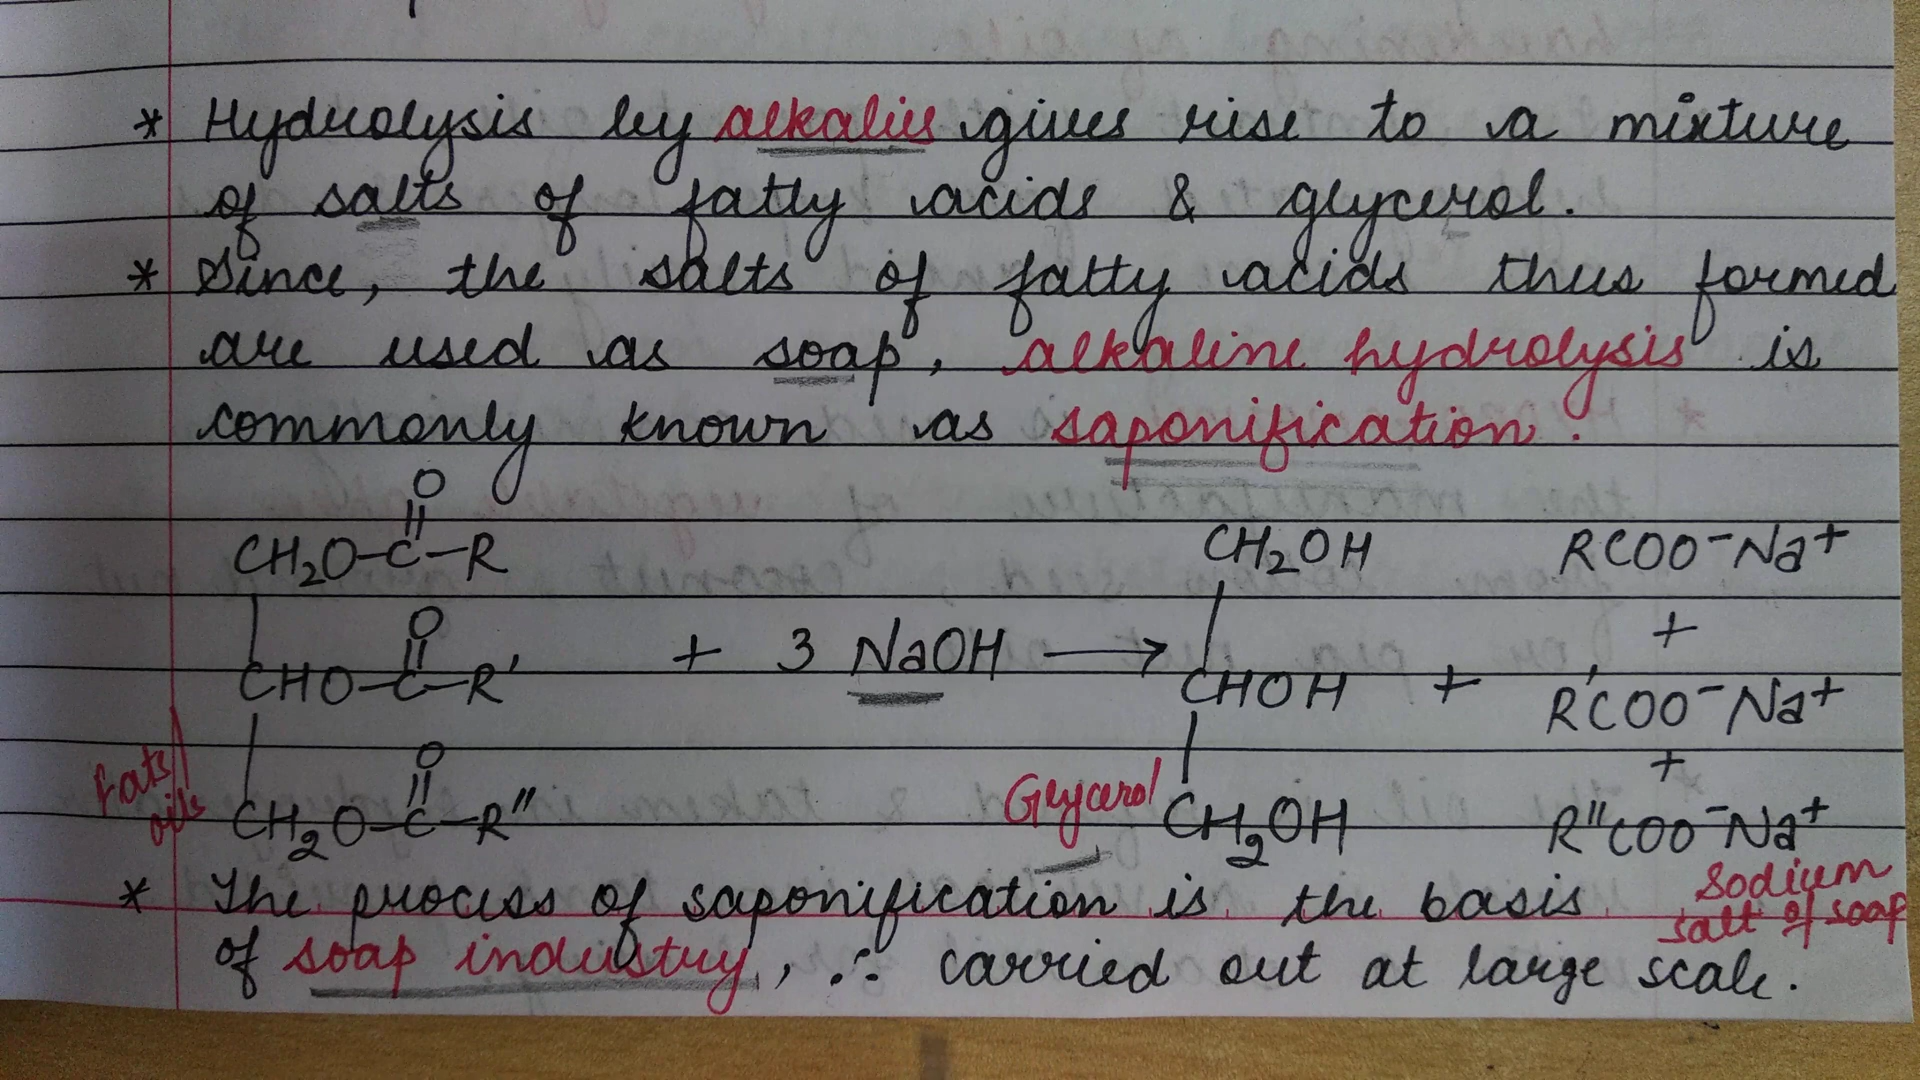 * Hydrolysis by alkalies gives rise to a mixture
of salts of fatty acids & glycerol.
* Since, the salts of fatty acids thus formed
are used as soap, alkaline hydrolysis is
commonly known as saponification.
O
||
CH₂O–C–R CH₂OH RCOO⁻Na⁺
| O | +
||
CHO–C–R' + 3 NaOH ⟶ CHOH + R'COO⁻Na⁺
| O | +
||
Fats/oils CH₂O–C–R" Glycerol CH₂OH R"COO⁻Na⁺
Sodium
salt of soap
* The process of saponification is the basis
of soap industry, ∴ carried out at large scale.